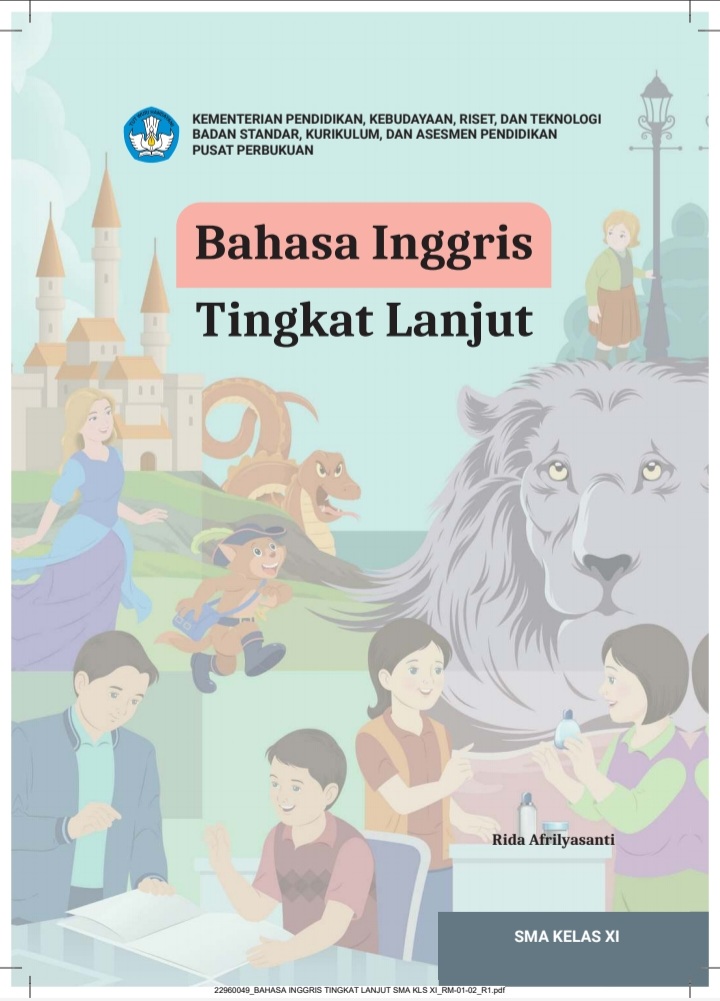 KEMENTERIAN PENDIDIKAN, KEBUDAYAAN, RISET, DAN TEKNOLOGI
BADAN STANDAR, KURIKULUM, DAN ASESMEN PENDIDIKAN
PUSAT PERBUKUAN
Bahasa Inggris
Tingkat Lanjut
Rida Afrilyasanti
SMA KELAS XI
22960049_BAHASA INGGRIS TINGKAT LANJUT SMA KLS XI_RM-01-02_R1.pdf